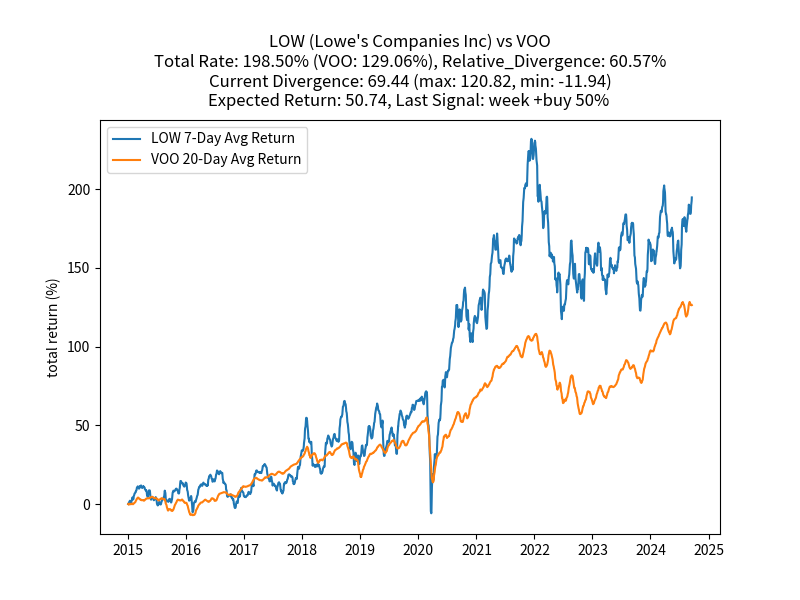 LOW (Lowe's Companies Inc) vs VOO
Total Rate: 198.50% (VOO: 129.06%), Relative_Divergence: 60.57%
Current Divergence: 69.44 (max: 120.82, min: -11.94)
Expected Return: 50.74, Last Signal: week +buy 50%
LOW 7-Day Avg Return
VOO 20-Day Avg Return
total return (%)
200
150
100
50
0
2015 2016 2017 2018 2019 2020 2021 2022 2023 2024 2025